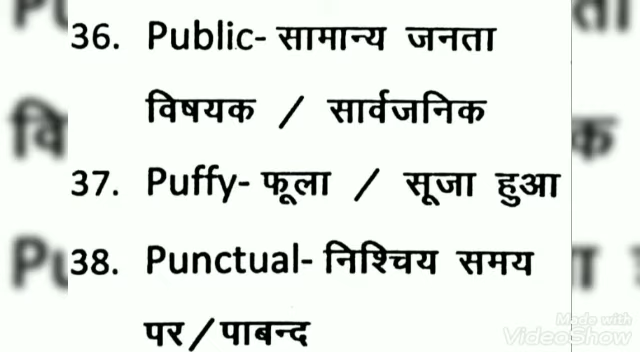 36. Public- सामान्य जनता
विषयक / सार्वजनिक
37. Puffy- फूला / सूजा हुआ
38. Punctual- निश्चिय समय
पर / पाबन्द
Made with
VideoShow